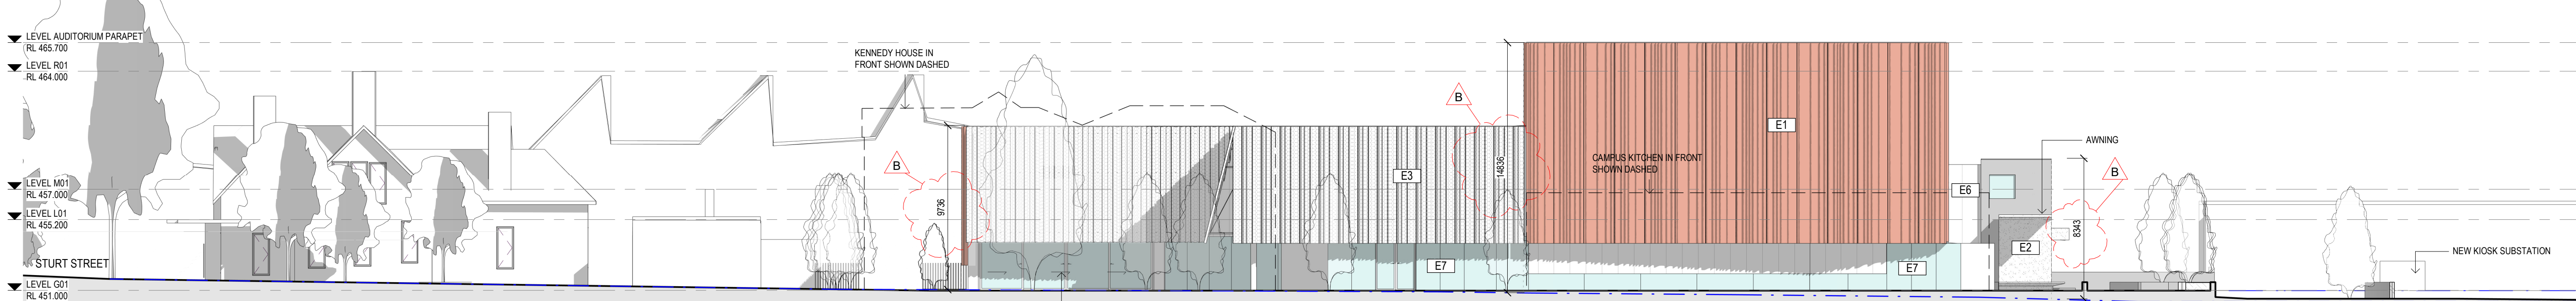 LEVEL AUDITORIUM PARAPET
RL 465.700
LEVEL R01
RL 464.000
LEVEL M01
RL 457.000
LEVEL L01
RL 455.200
STURT STREET
LEVEL G01
RL 451.000
KENNEDY HOUSE IN
FRONT SHOWN DASHED
B
9736
E3
E7
B
14836
E1
CAMPUS KITCHEN IN FRONT
SHOWN DASHED
E7
E6
AWNING
E2
8343
B
NEW KIOSK SUBSTATION